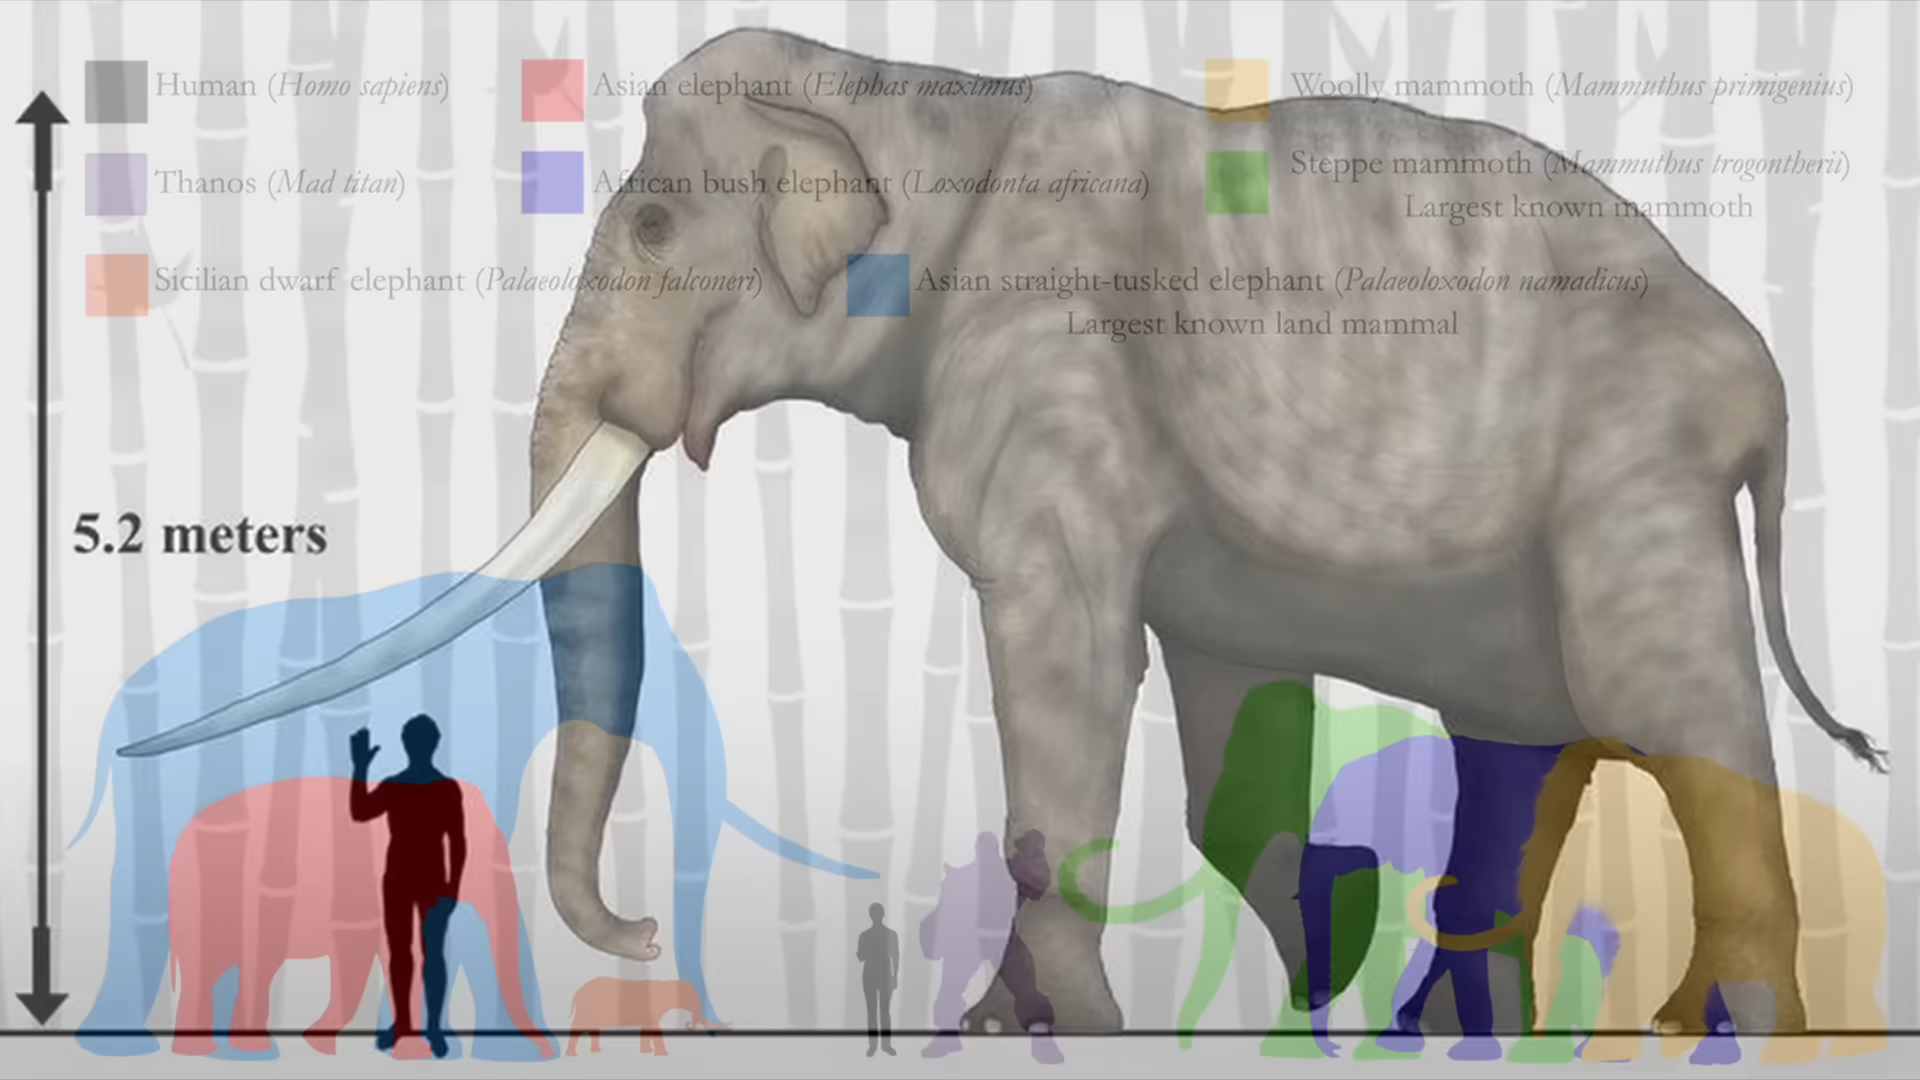 Human (Homo sapiens)
Asian elephant (Elephas maximus)
Woolly mammoth (Mammuthus primigenius)
Thanos (Mad titan)
African bush elephant (Loxodonta africana)
Steppe mammoth (Mammuthus trogontherii)
Largest known mammoth
Sicilian dwarf elephant (Palaeoloxodon falconeri)
Asian straight-tusked elephant (Palaeoloxodon namadicus)
Largest known land mammal
5.2 meters